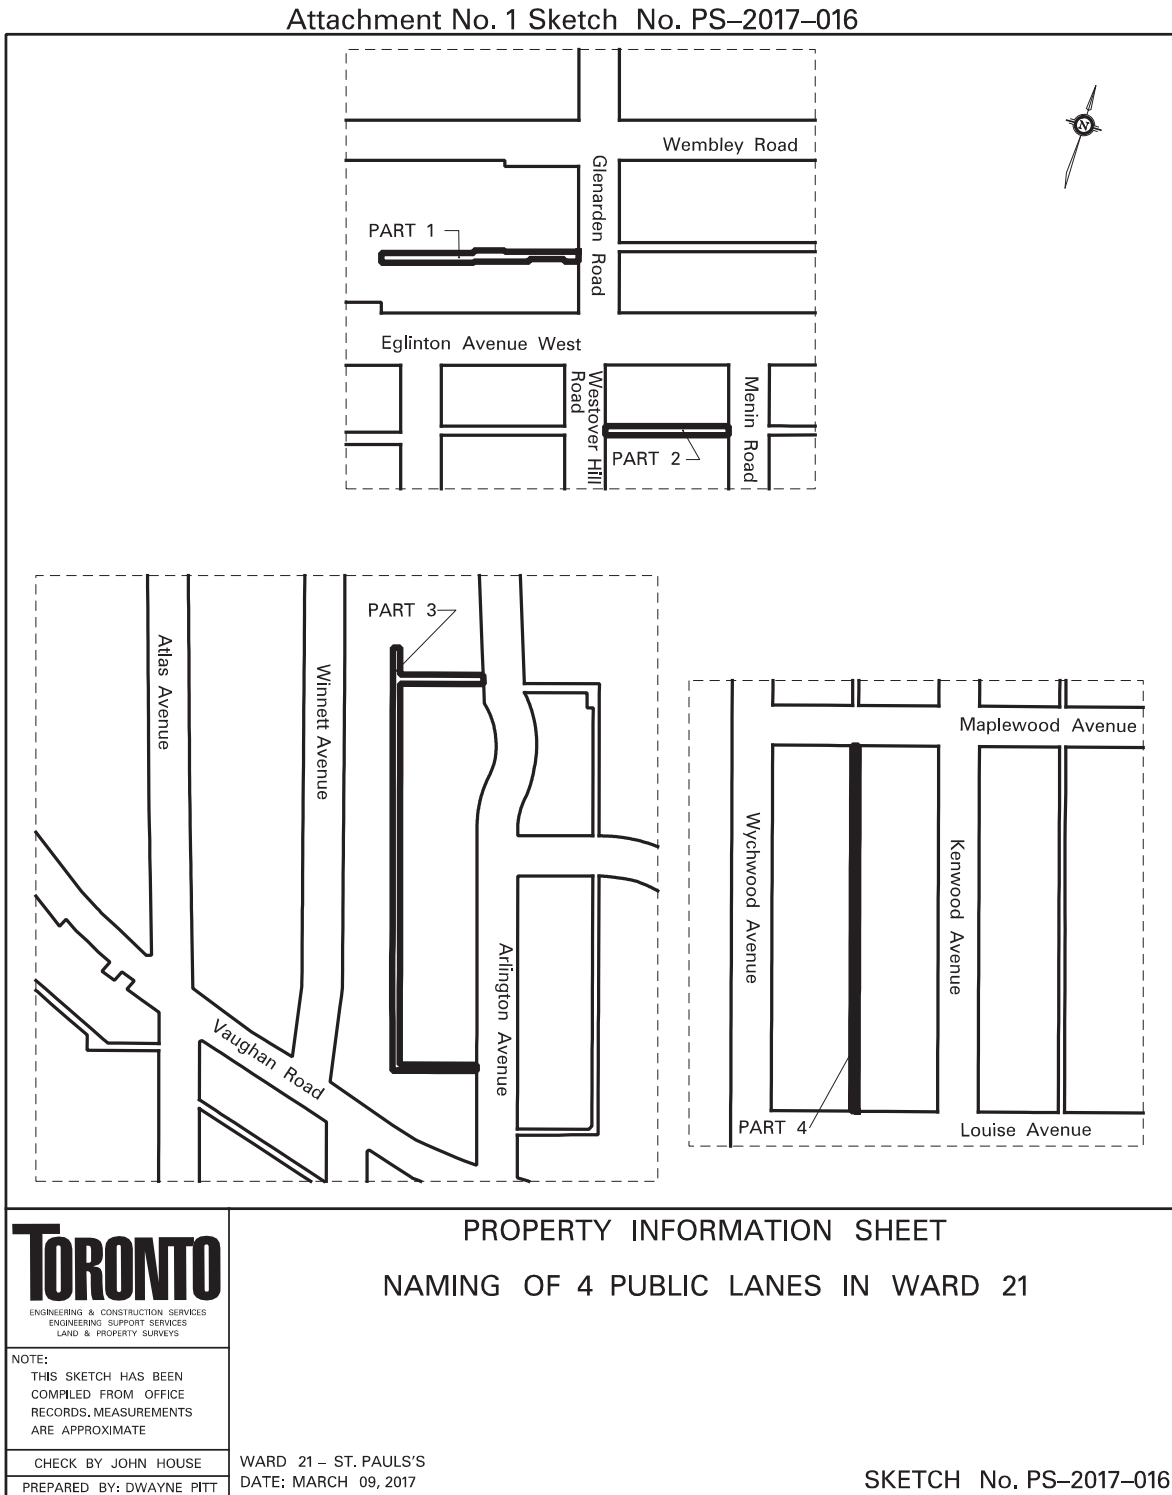 Attachment No. 1 Sketch No. PS–2017–016
N
Wembley Road
Glenarden Road
PART 1
Eglinton Avenue West
Westover Hill
Road
Menin Road
PART 2
PART 3
Atlas Avenue
Winnett Avenue
Arlington Avenue
Vaughan Road
Maplewood Avenue
Wychwood Avenue
Kenwood Avenue
PART 4
Louise Avenue
TORONTO
ENGINEERING & CONSTRUCTION SERVICES
ENGINEERING SUPPORT SERVICES
LAND & PROPERTY SURVEYS
NOTE:
THIS SKETCH HAS BEEN
COMPILED FROM OFFICE
RECORDS. MEASUREMENTS
ARE APPROXIMATE
CHECK BY JOHN HOUSE
PREPARED BY: DWAYNE PITT
PROPERTY INFORMATION SHEET
NAMING OF 4 PUBLIC LANES IN WARD 21
WARD 21 – ST. PAULS'S
DATE: MARCH 09, 2017
SKETCH No. PS–2017–016